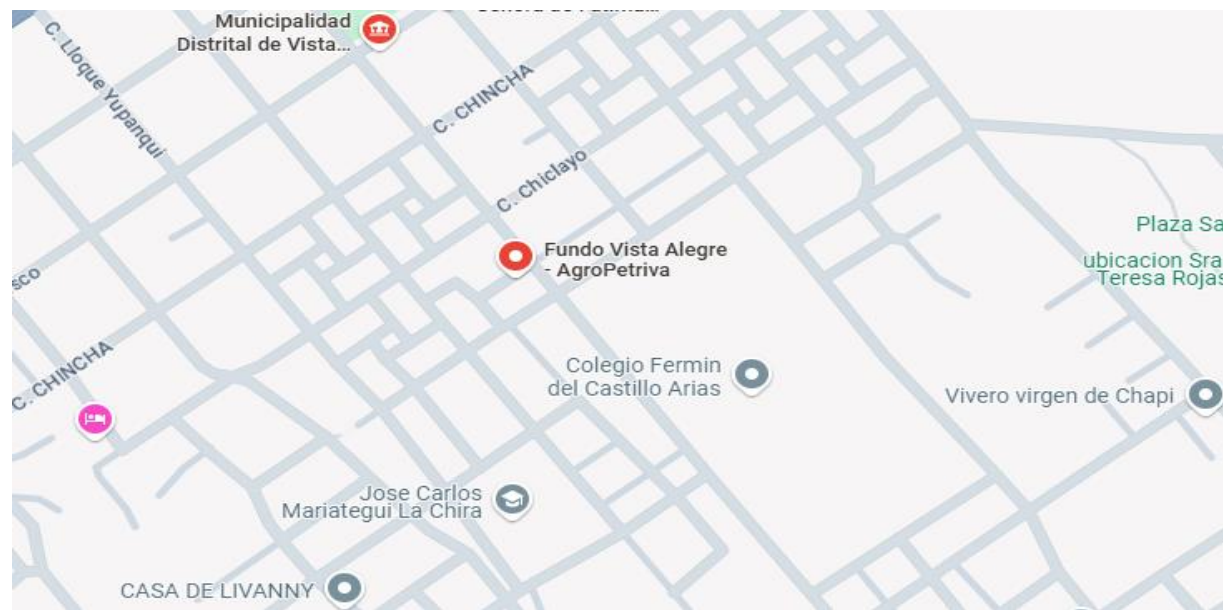 Municipalidad
Distrital de Vista...
C. Lloque Yupanqui
C. CHINCHA
C. Chiclayo
Plaza Sa
Fundo Vista Alegre
- AgroPetriva
ubicacion Sra
Teresa Rojas
sco
C. CHINCHA
Colegio Fermin
del Castillo Arias
Vivero virgen de Chapi
Jose Carlos
Mariategui La Chira
CASA DE LIVANNY